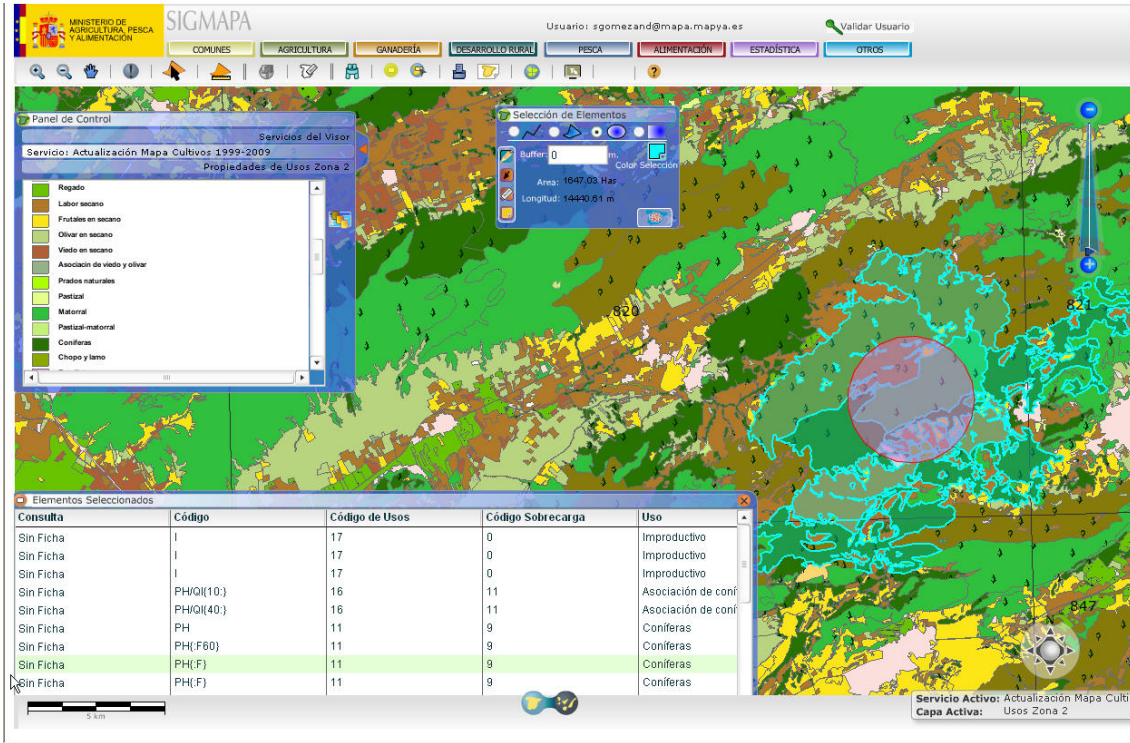 MINISTERIO DE
AGRICULTURA, PESCA
Y ALIMENTACIÓN
SIGMAPA
Usuario: sgomezand@mapa.mapya.es
Validar Usuario
COMUNES AGRICULTURA GANADERÍA DESARROLLO RURAL PESCA ALIMENTACIÓN ESTADÍSTICA OTROS
Panel de Control
Servicios del Visor
Servicio: Actualización Mapa Cultivos 1999-2009
Propiedades de Usos Zona 2
Regado
Labor secano
Frutales en secano
Olivar en secano
Viedo en secano
Asociacin de viedo y olivar
Prados naturales
Pastizal
Matorral
Pastizal-matorral
Coniferas
Chopo y lamo
Selección de Elementos
Buffer: 0 m.
Color Selección
Area: 1647.03 Has
Longitud: 14440.61 m
820
821
847
Elementos Seleccionados
Consulta Código Código de Usos Código Sobrecarga Uso
Sin Ficha I 17 0 Improductivo
Sin Ficha I 17 0 Improductivo
Sin Ficha I 17 0 Improductivo
Sin Ficha PH/QI(10:} 16 11 Asociación de coní
Sin Ficha PH/QI(40:} 16 11 Asociación de coní
Sin Ficha PH 11 9 Coníferas
Sin Ficha PH{:F60} 11 9 Coníferas
Sin Ficha PH{:F} 11 9 Coníferas
Sin Ficha PH{:F} 11 9 Coníferas
5 km
Servicio Activo: Actualización Mapa Culti
Capa Activa: Usos Zona 2